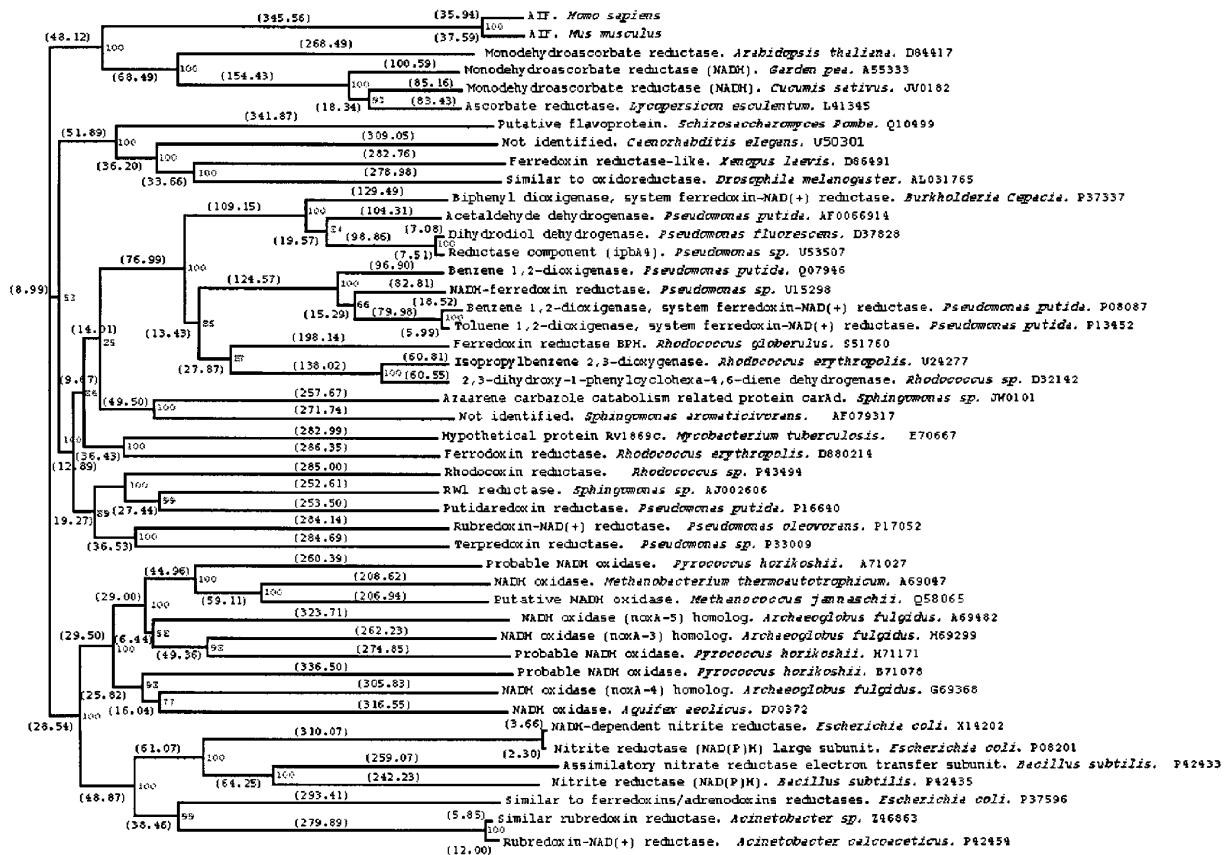 (345.56) (35.94) AIF. Homo sapiens
(48.12) 100 100
(37.59) AIF. Mus musculus
(268.49) Monodehydroascorbate reductase. Arabidopsis thaliana. D84417
(68.49) 100 (154.43) (100.59) Monodehydroascorbate reductase (NADH). Garden pea. A55333
100 (85.16) Monodehydroascorbate reductase (NADH). Cucumis sativus. JU0182
(18.34) 93 (83.43) Ascorbate reductase. Lycopersicon esculentum. L41345
(341.87) Putative flavoprotein. Schizosaccharomyces Pombe. Q10499
(51.89) 100 (309.05) Not identified. Caenorhabditis elegans. U50301
(36.20) 100 (282.76) Ferredoxin reductase-like. Xenopus laevis. D86491
(33.66) 100 (278.98) Similar to oxidoreductase. Drosophila melanogaster. AL031765
(129.49) Biphenyl dioxigenase, system ferredoxin-NAD(+) reductase. Burkholderia Cepacia. P37337
(109.15) 100 (104.31) Acetaldehyde dehydrogenase. Pseudomonas putida. AF0066914
(19.57) (98.86) (7.08) Dihydrodiol dehydrogenase. Pseudomonas fluorescens. D37828
100
(7.51) Reductase component (ipbA4). Pseudomonas sp. U53507
(76.99) 100 (96.90) Benzene 1,2-dioxigenase. Pseudomonas putida. Q07946
(124.57) 100 (82.81) NADH-ferredoxin reductase. Pseudomonas sp. U15298
(8.99) 53 (15.29) 66 (79.98) (18.52) Benzene 1,2-dioxigenase, system ferredoxin-NAD(+) reductase. Pseudomonas putida. P08087
100
(14.01) (13.43) (5.99) Toluene 1,2-dioxigenase, system ferredoxin-NAD(+) reductase. Pseudomonas putida. P13452
(198.14) Ferredoxin reductase BPH. Rhodococcus globerulus. S51760
(27.87) (138.02) (60.81) Isopropylbenzene 2,3-dioxygenase. Rhodococcus erythropolis. U24277
100 (60.55) 2,3-dihydroxy-1-phenylcyclohexa-4,6-diene dehydrogenase. Rhodococcus sp. D32142
(9.67) (257.67) Azaarene carbazole catabolism related protein carAd. Sphingomonas sp. JW0101
(49.50) 100 (271.74) Not identified. Sphingomonas aromaticivorans. AF079317
(282.99) Hypothetical protein Rv1869c. Mycobacterium tuberculosis. E70667
100 (36.43) 100 (286.35) Ferrodoxin reductase. Rhodococcus erythropolis. D880214
(12.89) (285.00) Rhodocoxin reductase. Rhodococcus sp. P43494
100 (252.61) RW1 reductase. Sphingomonas sp. AJ002606
(27.44) 99 (253.50) Putidaredoxin reductase. Pseudomonas putida. P16640
19.27) 89 (284.14) Rubredoxin-NAD(+) reductase. Pseudomonas oleovorans. P17052
(36.53) 100 (284.69) Terpredoxin reductase. Pseudomonas sp. P33009
(260.39) Probable NADH oxidase. Pyrococcus horikoshii. A71027
(44.96) 100 (208.62) NADH oxidase. Methanobacterium thermoautotrophicum. A69047
(29.00) 100 (59.11) 100 (206.94) Putative NADH oxidase. Methanococcus jannaschii. Q58065
(323.71) NADH oxidase (noxA-5) homolog. Archaeoglobus fulgidus. A69482
(29.50) 100 (6.44) 58 (262.23) NADH oxidase (noxA-3) homolog. Archaeoglobus fulgidus. H69299
(49.36) 98 (274.85) Probable NADH oxidase. Pyrococcus horikoshii. H71171
(336.50) Probable NADH oxidase. Pyrococcus horikoshii. B71078
(25.82) 98 (305.83) NADH oxidase (noxA-4) homolog. Archaeoglobus fulgidus. G69368
(16.04) 77 (316.55) NADH oxidase. Aquifex aeolicus. D70372
(28.54) 100 (310.07) (3.66) NADH-dependent nitrite reductase. Escherichia coli. X14202
(2.30) Nitrite reductase (NAD(P)H) large subunit. Escherichia coli. P08201
(61.07) 100 (259.07) Assimilatory nitrate reductase electron transfer subunit. Bacillus subtilis. P42433
(64.25) 100 (242.23) Nitrite reductase (NAD(P)H). Bacillus subtilis. P42435
(48.87) 100 (293.41) Similar to ferredoxins/adrenodoxins reductases. Escherichia coli. P37596
(38.46) 99 (279.89) (5.85) Similar rubredoxin reductase. Acinetobacter sp. Z46863
100
(12.00) Rubredoxin-NAD(+) reductase. Acinetobacter calcoaceticus. P42454